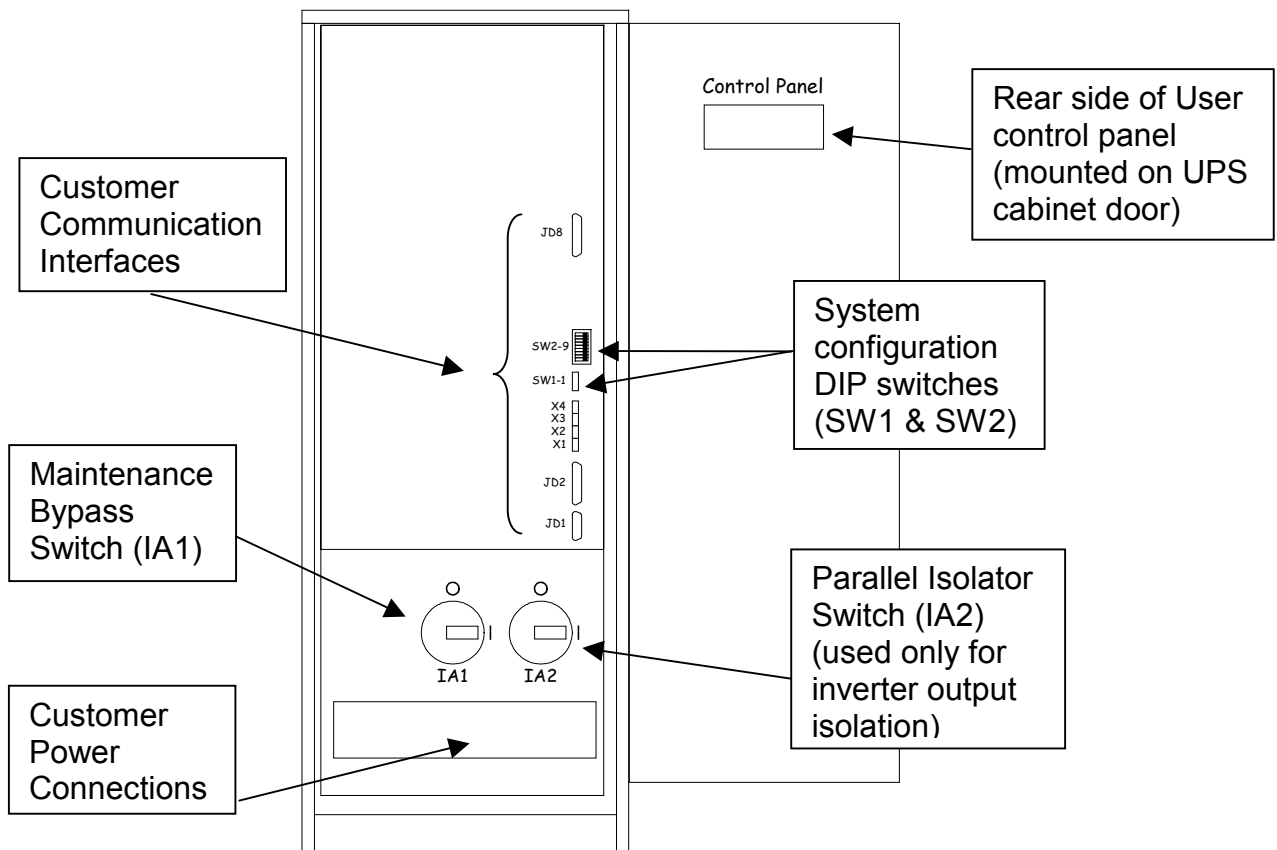 Control Panel
Rear side of User
control panel
(mounted on UPS
cabinet door)
Customer
Communication
Interfaces
JD8
SW2-9
SW1-1
X4
X3
X2
X1
JD2
JD1
System
configuration
DIP switches
(SW1 & SW2)
Maintenance
Bypass
Switch (IA1)
Parallel Isolator
Switch (IA2)
(used only for
inverter output
isolation)
O
O
I
I
IA1
IA2
Customer
Power
Connections